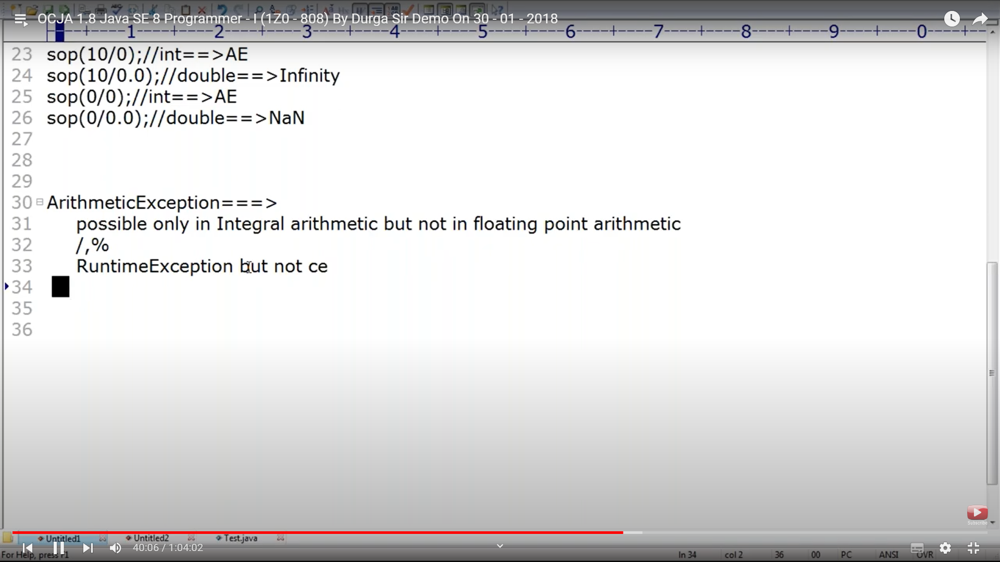 OCJA 1.8 Java SE 8 Programmer - I (1Z0 - 808) By Durga Sir Demo On 30 - 01 - 2018
----+----1----+----2----+----3----+----4----+----5----+----6----+----7----+----8----+----9----+----0----+--
23 sop(10/0);//int==>AE
24 sop(10/0.0);//double==>Infinity
25 sop(0/0);//int==>AE
26 sop(0/0.0);//double==>NaN
27
28
29
30 ArithmeticException===>
31 possible only in Integral arithmetic but not in floating point arithmetic
32 /,%
33 RuntimeException but not ce
34
35
36
Subscribe
Untitled1 Untitled2 Test.java
40:06 / 1:04:02
For Help, press F1 ln 34 col 2 36 00 PC ANSI OVR